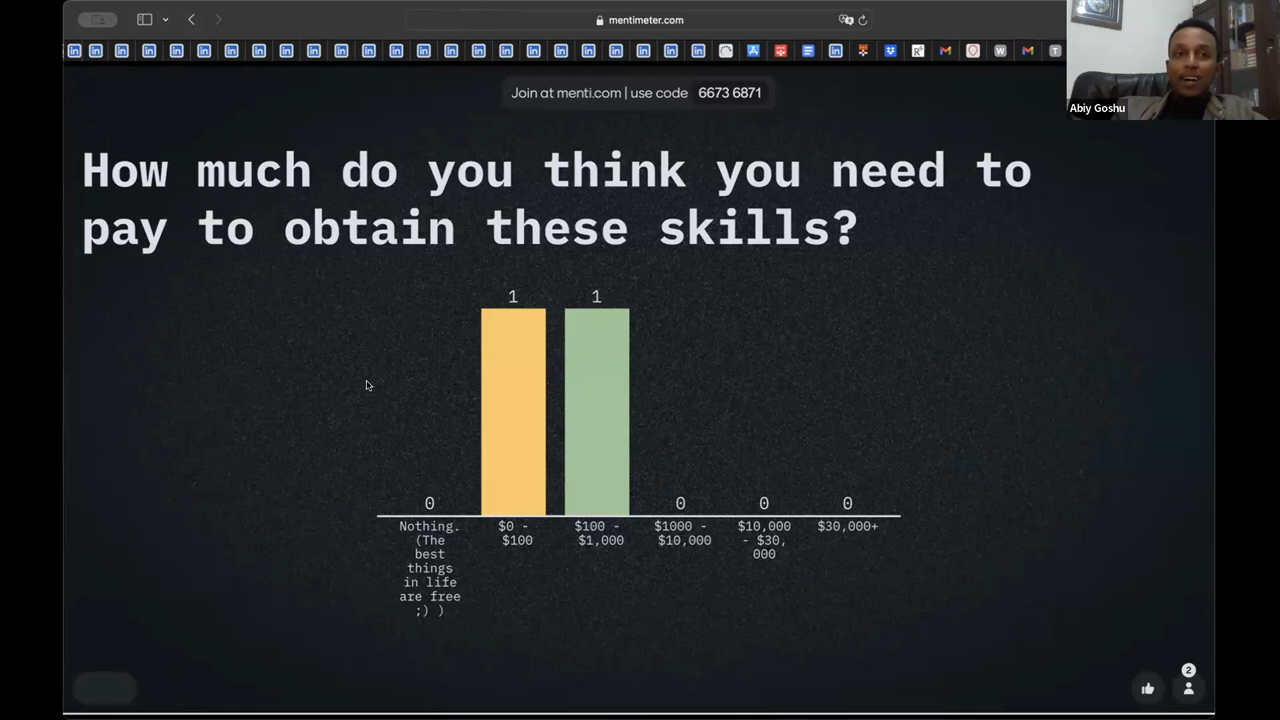 mentimeter.com
Join at menti.com | use code 6673 6871
Abiy Goshu
How much do you think you need to
pay to obtain these skills?
1
1
0
0
0
0
Nothing.
(The
best
things
in life
are free
;) )
$0 -
$100
$100 -
$1,000
$1000 -
$10,000
$10,000
- $30,
000
$30,000+
2